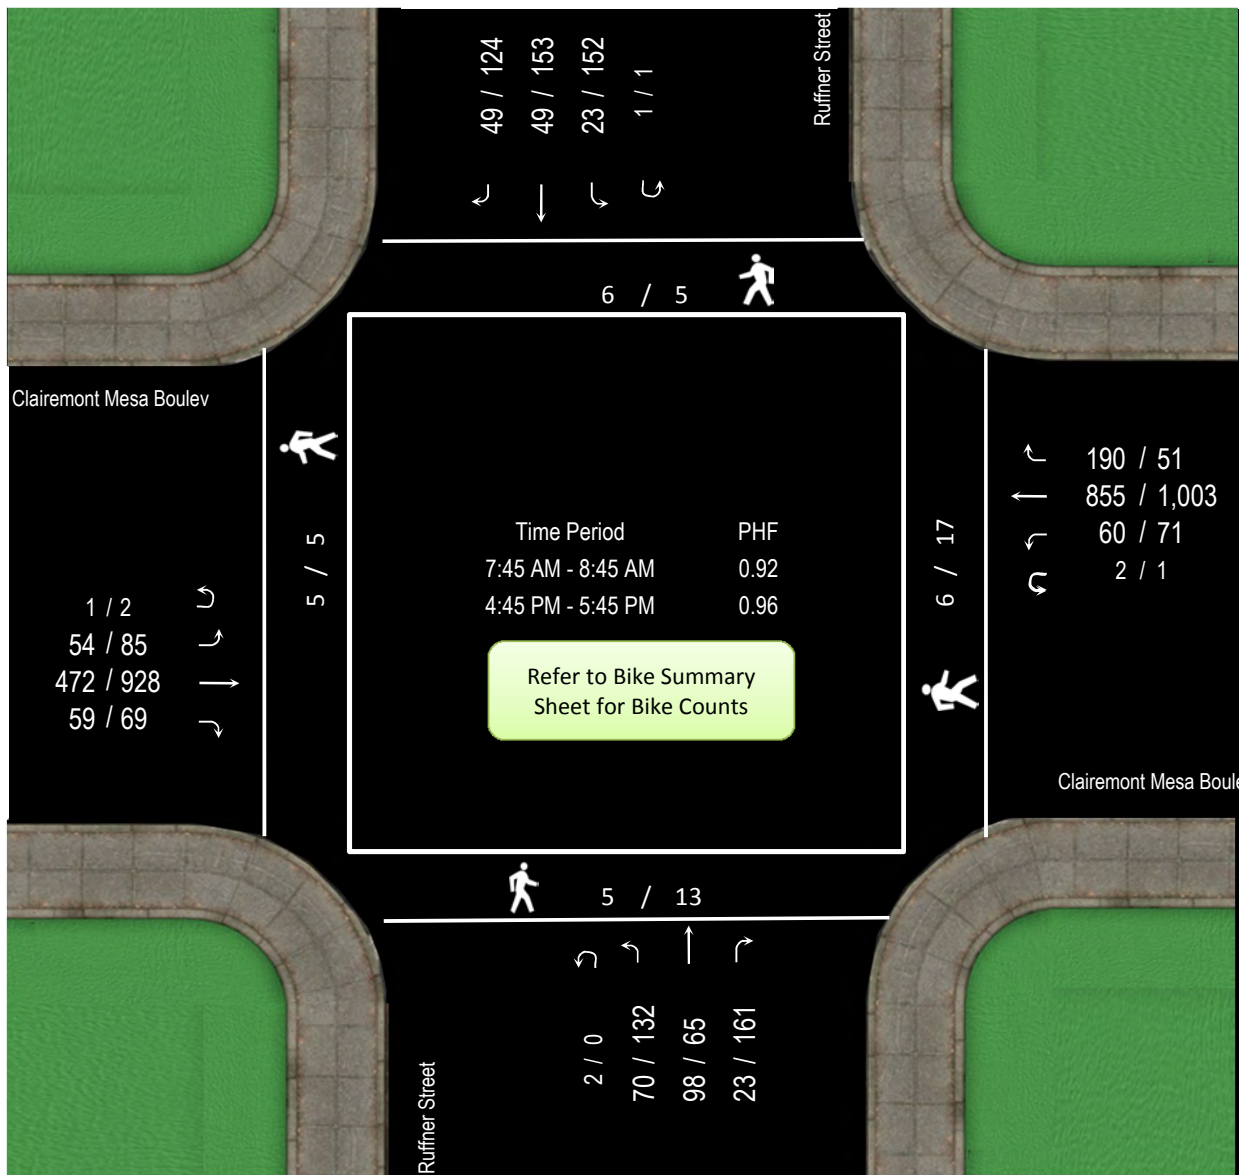 49 / 124
49 / 153
23 / 152
1 / 1
Ruffner Street
6 / 5
Clairemont Mesa Boulev
190 / 51
855 / 1,003
60 / 71
2 / 1
5 / 5
6 / 17
Time Period PHF
7:45 AM - 8:45 AM 0.92
4:45 PM - 5:45 PM 0.96
1 / 2
54 / 85
472 / 928
59 / 69
Refer to Bike Summary
Sheet for Bike Counts
Clairemont Mesa Boule
5 / 13
2 / 0
70 / 132
98 / 65
23 / 161
Ruffner Street